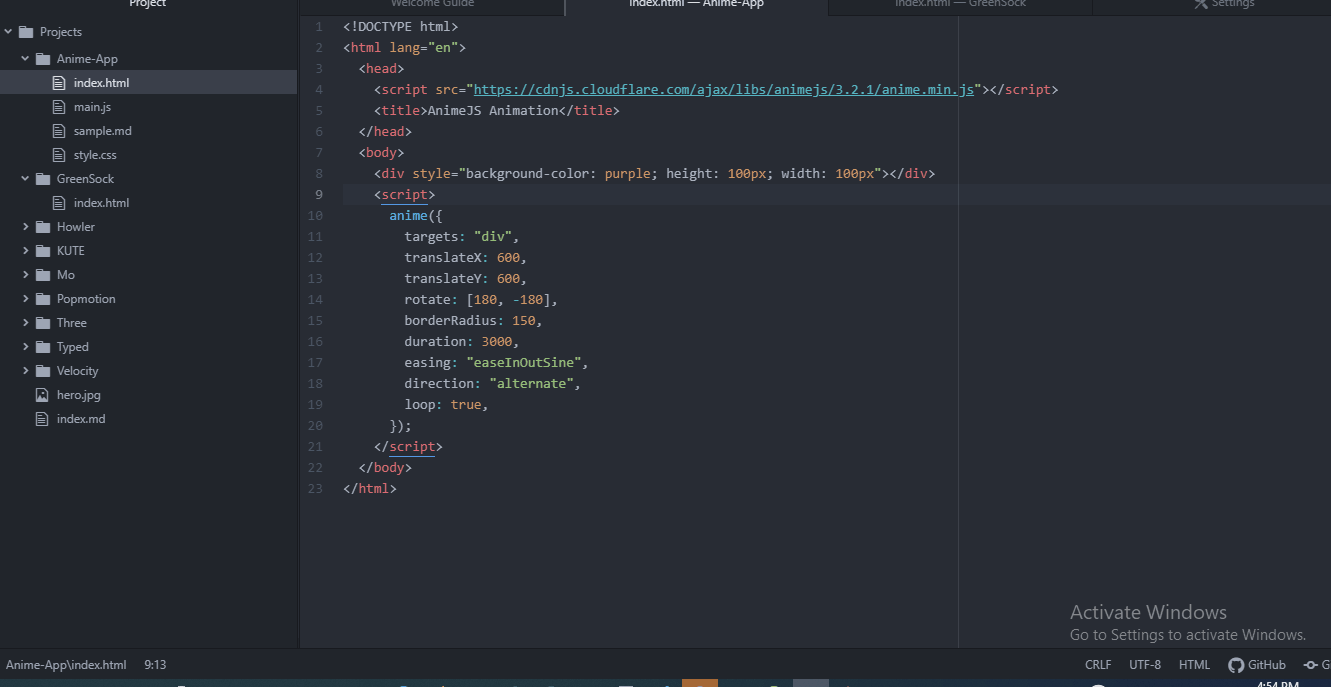 Project
Welcome Guide
index.html — Anime-App
index.html — GreenSock
Settings
Projects
Anime-App
index.html
main.js
sample.md
style.css
GreenSock
index.html
Howler
KUTE
Mo
Popmotion
Three
Typed
Velocity
hero.jpg
index.md
1 <!DOCTYPE html>
2 <html lang="en">
3 <head>
4 <script src="https://cdnjs.cloudflare.com/ajax/libs/animejs/3.2.1/anime.min.js"></script>
5 <title>AnimeJS Animation</title>
6 </head>
7 <body>
8 <div style="background-color: purple; height: 100px; width: 100px"></div>
9 <script>
10 anime({
11 targets: "div",
12 translateX: 600,
13 translateY: 600,
14 rotate: [180, -180],
15 borderRadius: 150,
16 duration: 3000,
17 easing: "easeInOutSine",
18 direction: "alternate",
19 loop: true,
20 });
21 </script>
22 </body>
23 </html>
Activate Windows
Go to Settings to activate Windows.
Anime-App\index.html 9:13 CRLF UTF-8 HTML GitHub G
4:54 PM